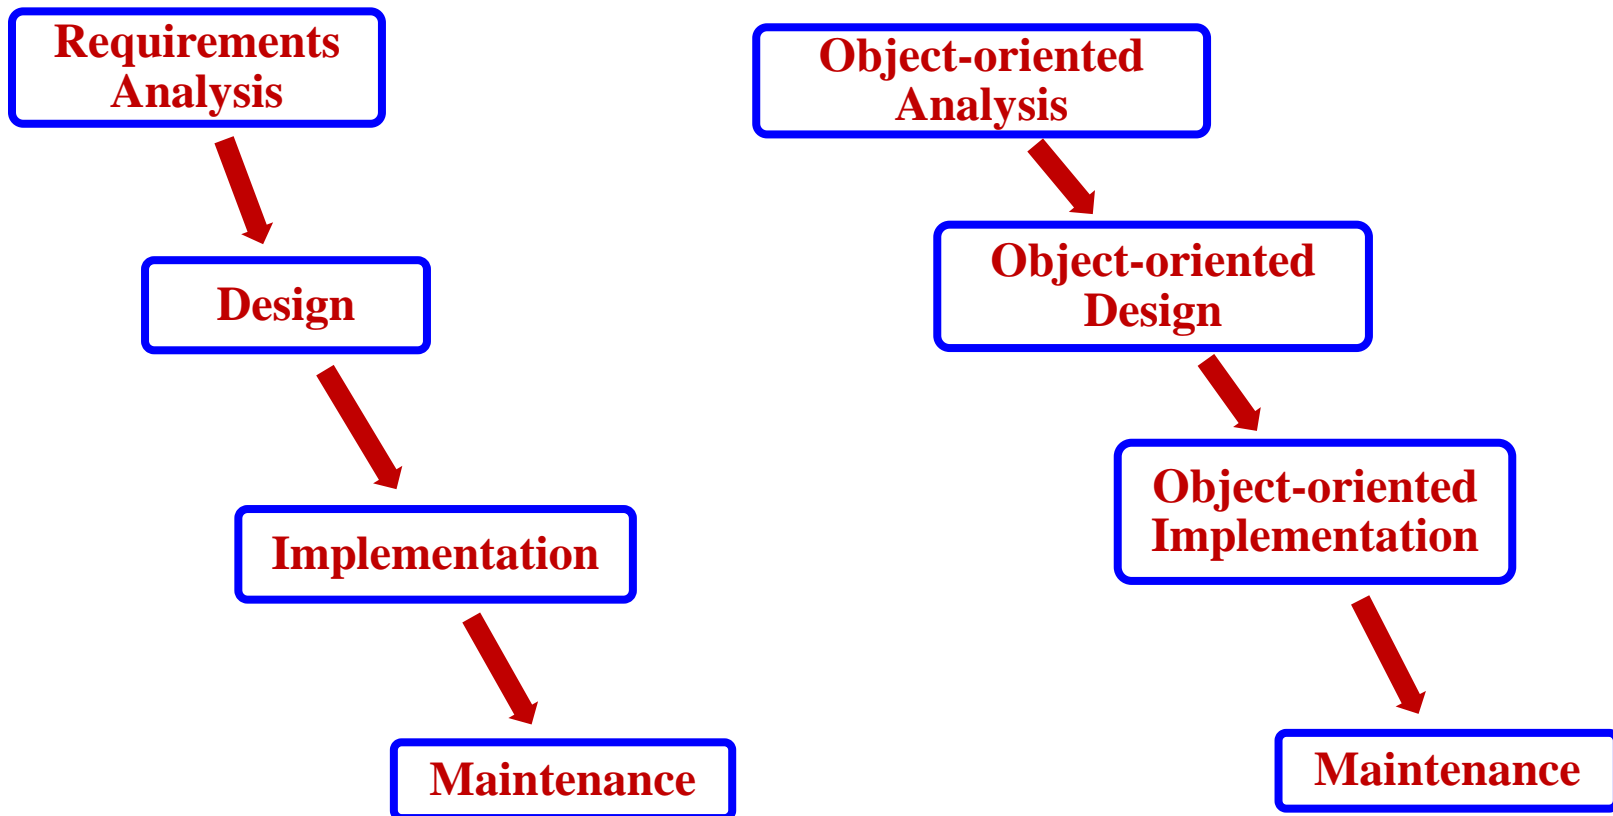 Requirements
Analysis
Design
Implementation
Maintenance
Object-oriented
Analysis
Object-oriented
Design
Object-oriented
Implementation
Maintenance